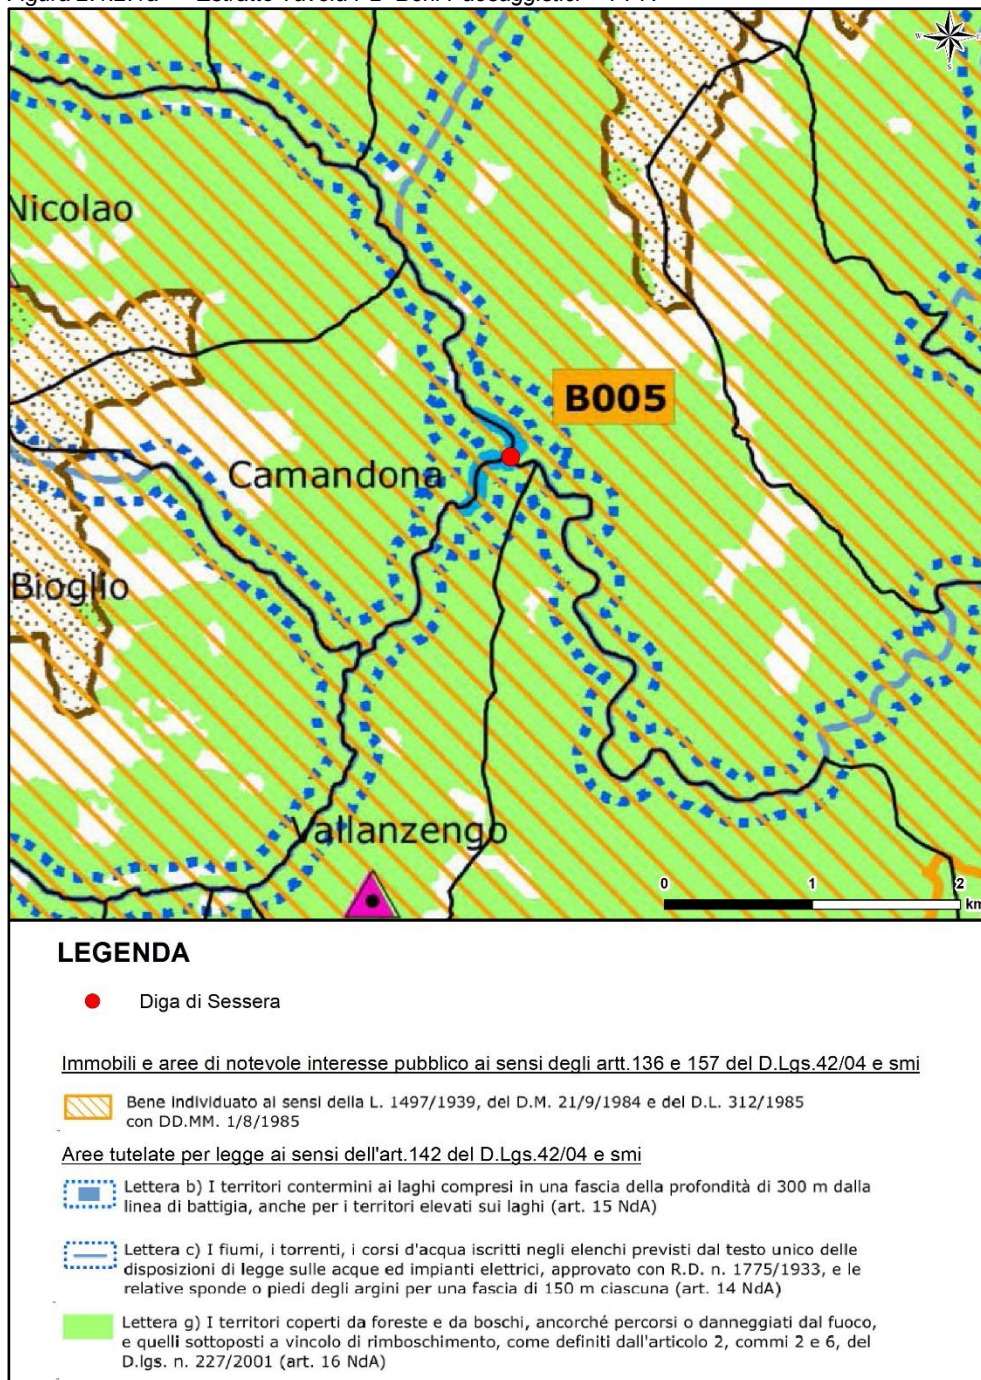 N
W
S
Nicolao
B005
Camandona
Bioglio
Vallanzengo
0 1 2
km
LEGENDA
Diga di Sessera
Immobili e aree di notevole interesse pubblico ai sensi degli artt.136 e 157 del D.Lgs.42/04 e smi
Bene individuato ai sensi della L. 1497/1939, del D.M. 21/9/1984 e del D.L. 312/1985
con DD.MM. 1/8/1985
Aree tutelate per legge ai sensi dell'art.142 del D.Lgs.42/04 e smi
Lettera b) I territori contermini ai laghi compresi in una fascia della profondità di 300 m dalla
linea di battigia, anche per i territori elevati sui laghi (art. 15 NdA)
Lettera c) I fiumi, i torrenti, i corsi d'acqua iscritti negli elenchi previsti dal testo unico delle
disposizioni di legge sulle acque ed impianti elettrici, approvato con R.D. n. 1775/1933, e le
relative sponde o piedi degli argini per una fascia di 150 m ciascuna (art. 14 NdA)
Lettera g) I territori coperti da foreste e da boschi, ancorché percorsi o danneggiati dal fuoco,
e quelli sottoposti a vincolo di rimboschimento, come definiti dall'articolo 2, commi 2 e 6, del
D.lgs. n. 227/2001 (art. 16 NdA)